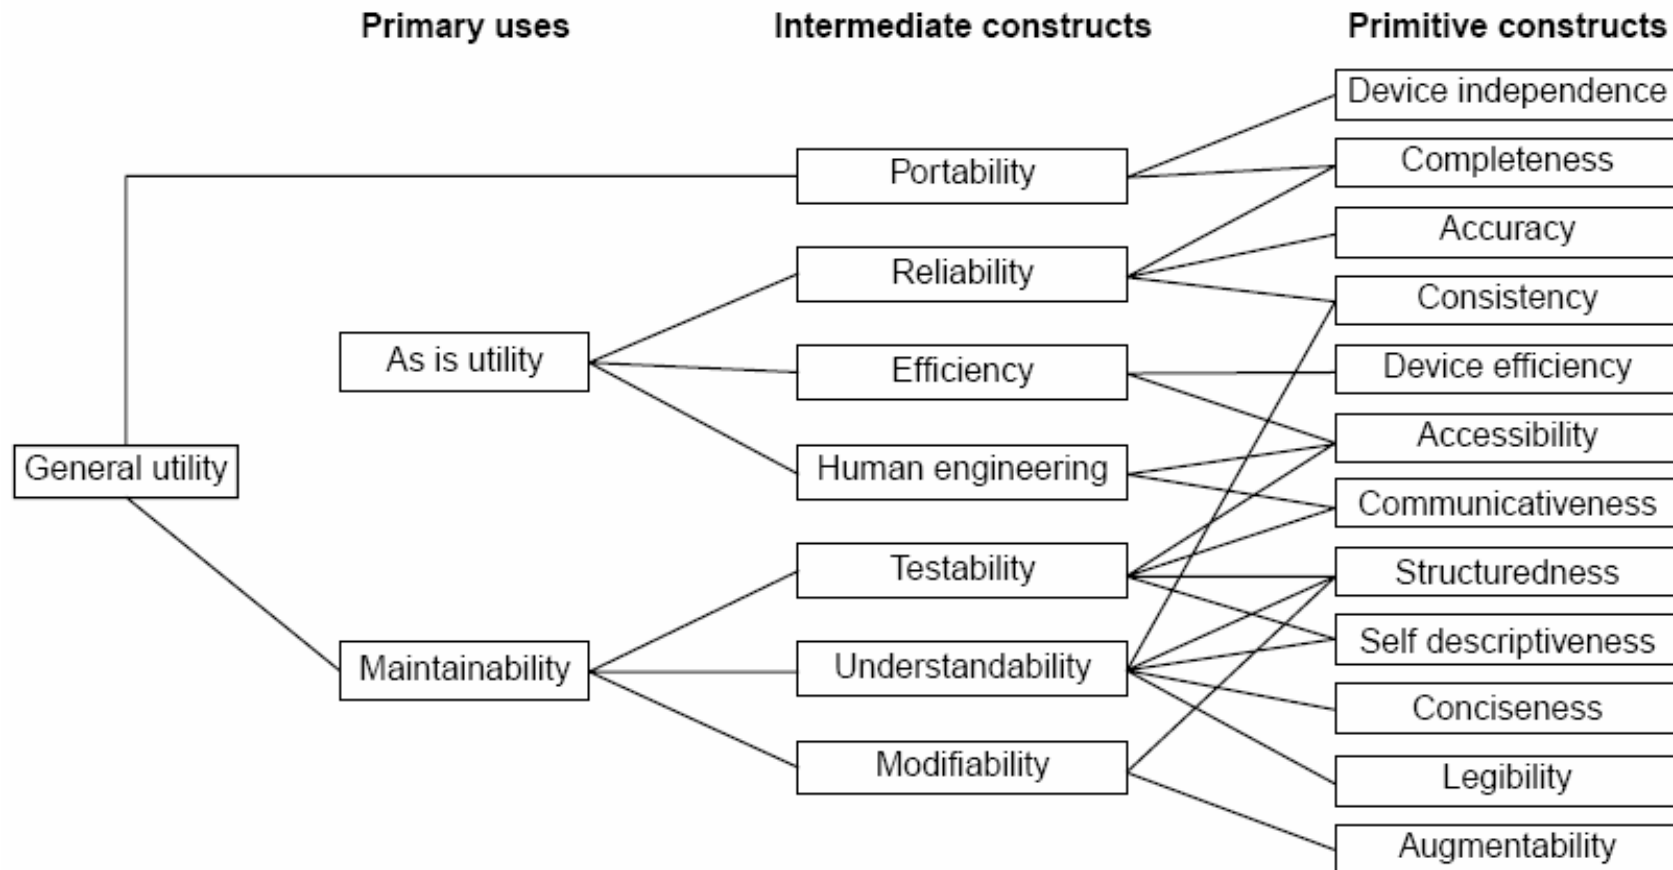 Primary uses
Intermediate constructs
Primitive constructs
Device independence
Completeness
Portability
Accuracy
Reliability
Consistency
As is utility
Efficiency
Device efficiency
Accessibility
General utility
Human engineering
Communicativeness
Testability
Structuredness
Self descriptiveness
Maintainability
Understandability
Conciseness
Modifiability
Legibility
Augmentability